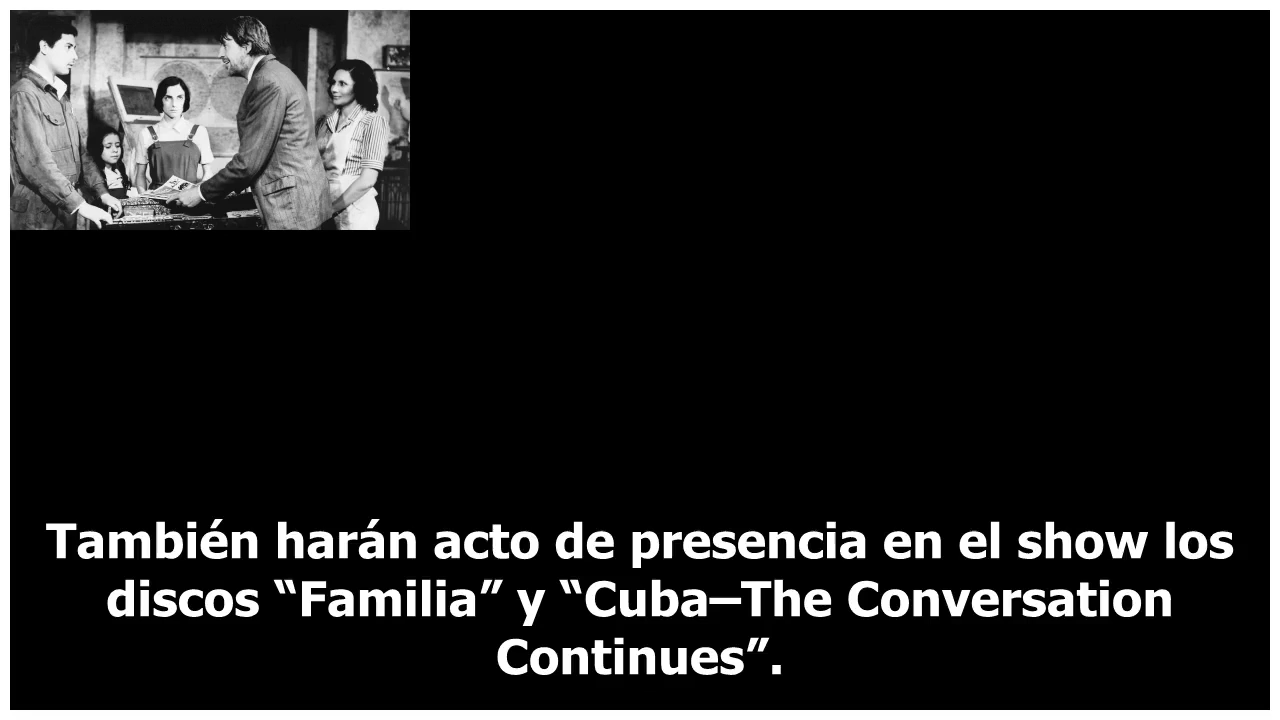 También harán acto de presencia en el show los
discos “Familia” y “Cuba—The Conversation
Continues”.